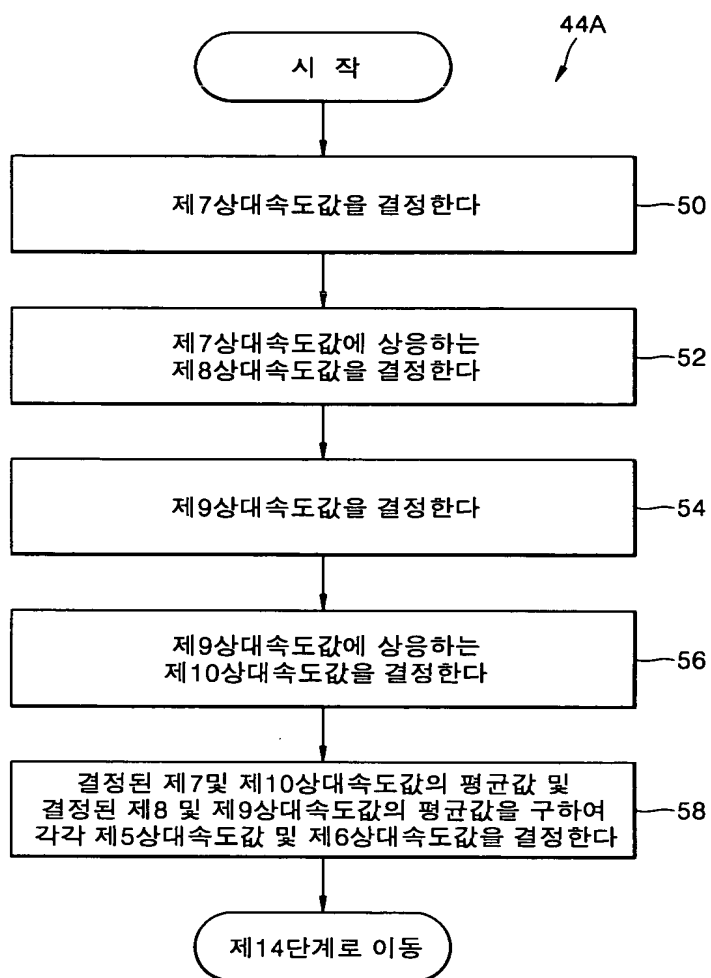 44A
시 작
제7상대속도값을 결정한다
50
제7상대속도값에 상응하는
제8상대속도값을 결정한다
52
제9상대속도값을 결정한다
54
제9상대속도값에 상응하는
제10상대속도값을 결정한다
56
결정된 제7및 제10상대속도값의 평균값 및
결정된 제8 및 제9상대속도값의 평균값을 구하여
각각 제5상대속도값 및 제6상대속도값을 결정한다
58
제14단계로 이동